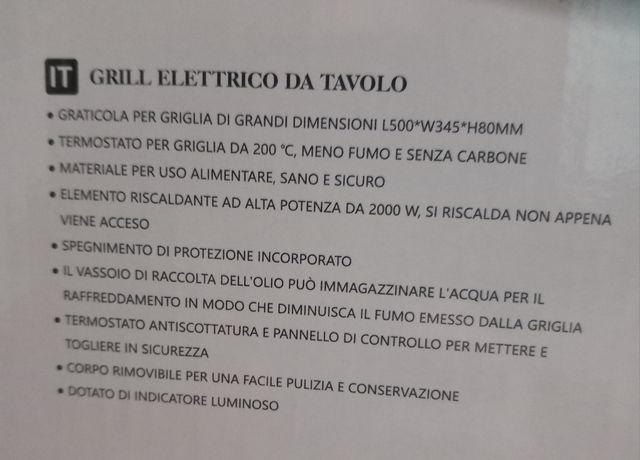 IT GRILL ELETTRICO DA TAVOLO
• GRATICOLA PER GRIGLIA DI GRANDI DIMENSIONI L500*W345*H80MM
• TERMOSTATO PER GRIGLIA DA 200 ℃, MENO FUMO E SENZA CARBONE
• MATERIALE PER USO ALIMENTARE, SANO E SICURO
• ELEMENTO RISCALDANTE AD ALTA POTENZA DA 2000 W, SI RISCALDA NON APPENA
VIENE ACCESO
• SPEGNIMENTO DI PROTEZIONE INCORPORATO
• IL VASSOIO DI RACCOLTA DELL'OLIO PUÒ IMMAGAZZINARE L'ACQUA PER IL
RAFFREDDAMENTO IN MODO CHE DIMINUISCA IL FUMO EMESSO DALLA GRIGLIA
• TERMOSTATO ANTISCOTTATURA E PANNELLO DI CONTROLLO PER METTERE E
TOGLIERE IN SICUREZZA
• CORPO RIMOVIBILE PER UNA FACILE PULIZIA E CONSERVAZIONE
• DOTATO DI INDICATORE LUMINOSO